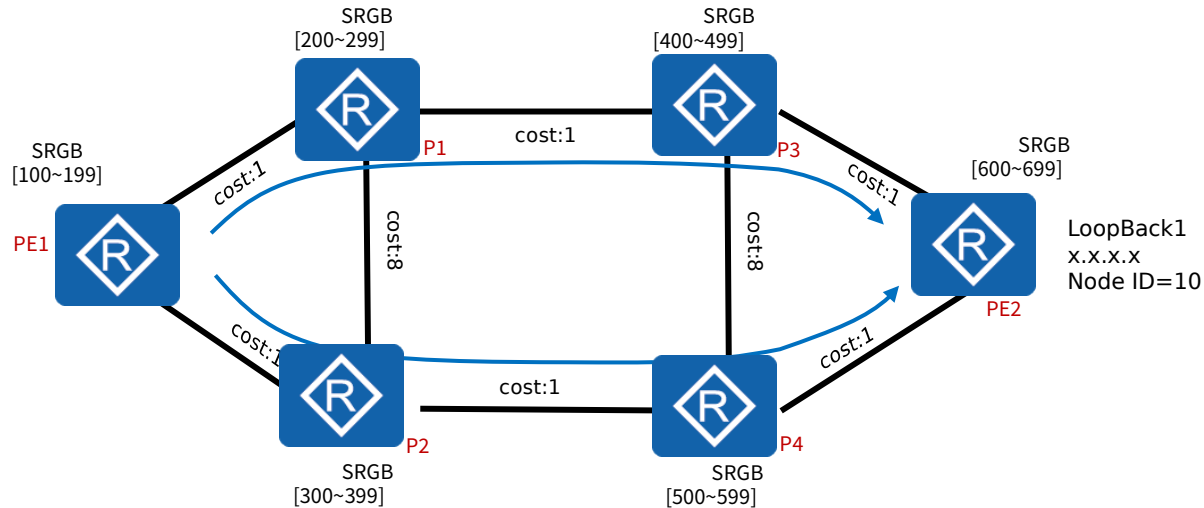 SRGB
[200~299]
SRGB
[400~499]
R
P1
cost:1
R
P3
SRGB
[100~199]
cost:1
cost:1
SRGB
[600~699]
PE1
R
cost:8
cost:8
R
PE2
LoopBack1
x.x.x.x
Node ID=10
cost:1
R
P2
cost:1
R
P4
cost:1
SRGB
[300~399]
SRGB
[500~599]